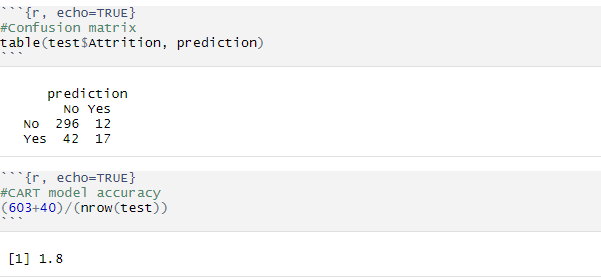 ```{r, echo=TRUE}
#Confusion matrix
table(test$Attrition, prediction)
```
prediction
No Yes
No 296 12
Yes 42 17
```{r, echo=TRUE}
#CART model accuracy
(603+40)/(nrow(test))
```
[1] 1.8